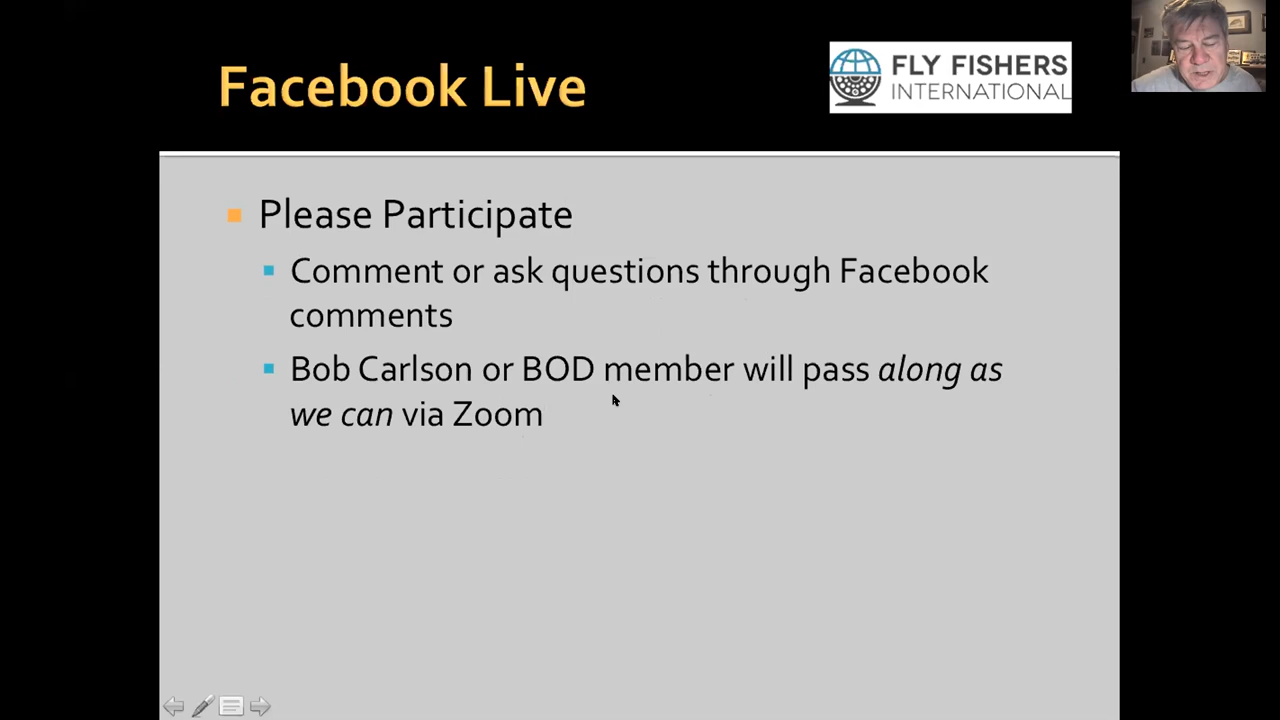 Facebook Live
FLY FISHERS
INTERNATIONAL
Please Participate
Comment or ask questions through Facebook
comments
Bob Carlson or BOD member will pass along as
we can via Zoom